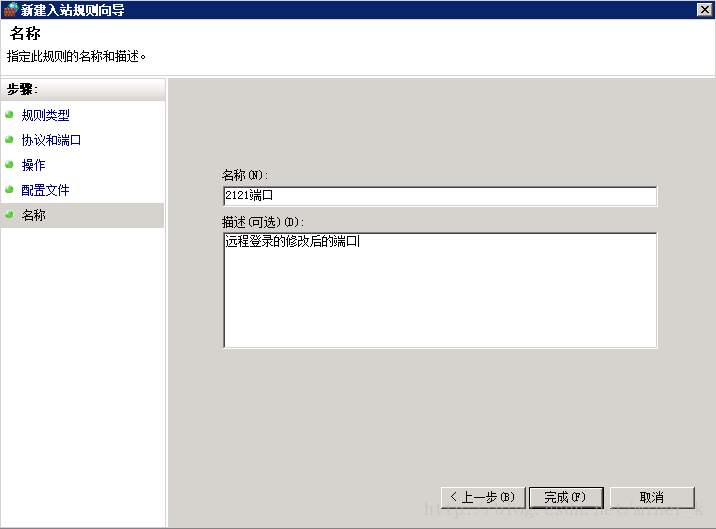 新建入站规则向导
名称
指定此规则的名称和描述。
步骤:
规则类型
协议和端口
操作
配置文件
名称
名称(N):
2121端口
描述(可选)(D):
远程登录的修改后的端口
< 上一步(B)
完成(F)
取消
http://blog.csdn.net/miner_k